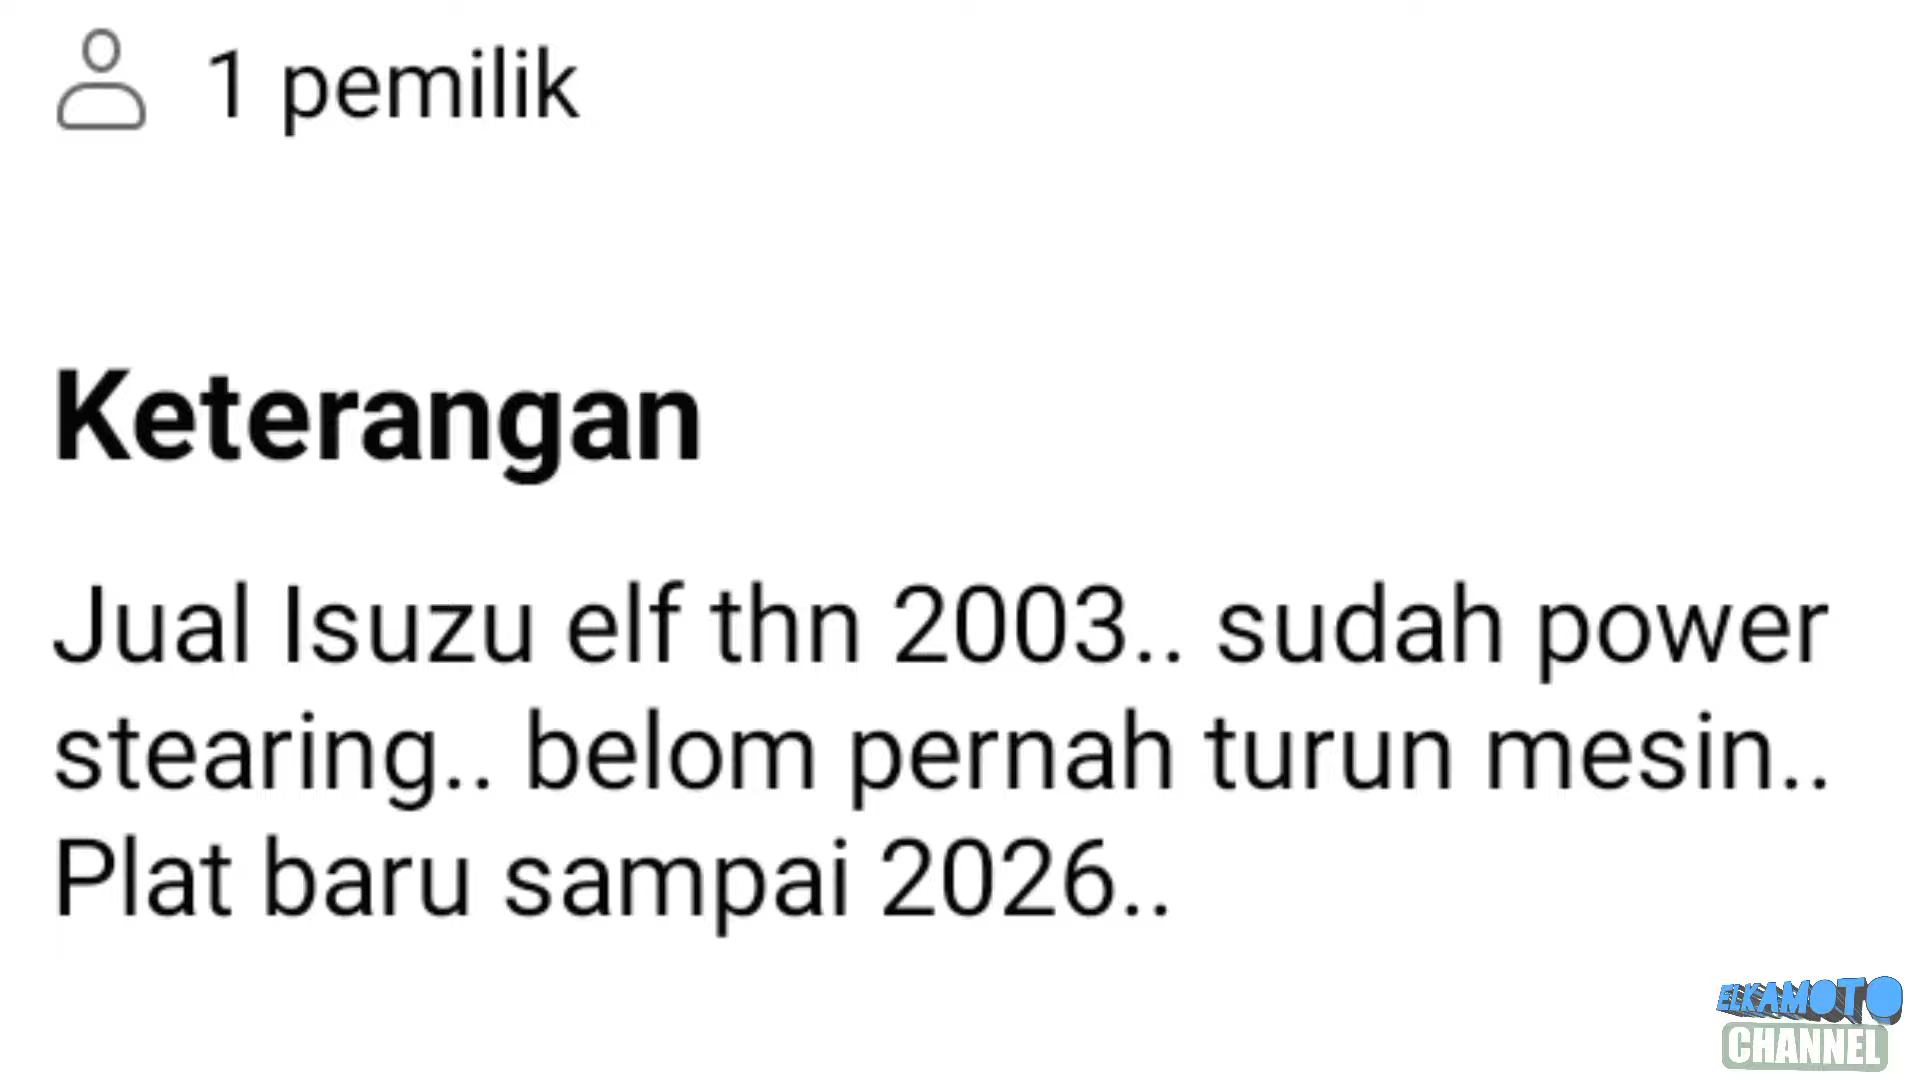 1 pemilik
Keterangan
Jual Isuzu elf thn 2003.. sudah power
stearing.. belom pernah turun mesin..
Plat baru sampai 2026..
ELKAMOTO
CHANNEL